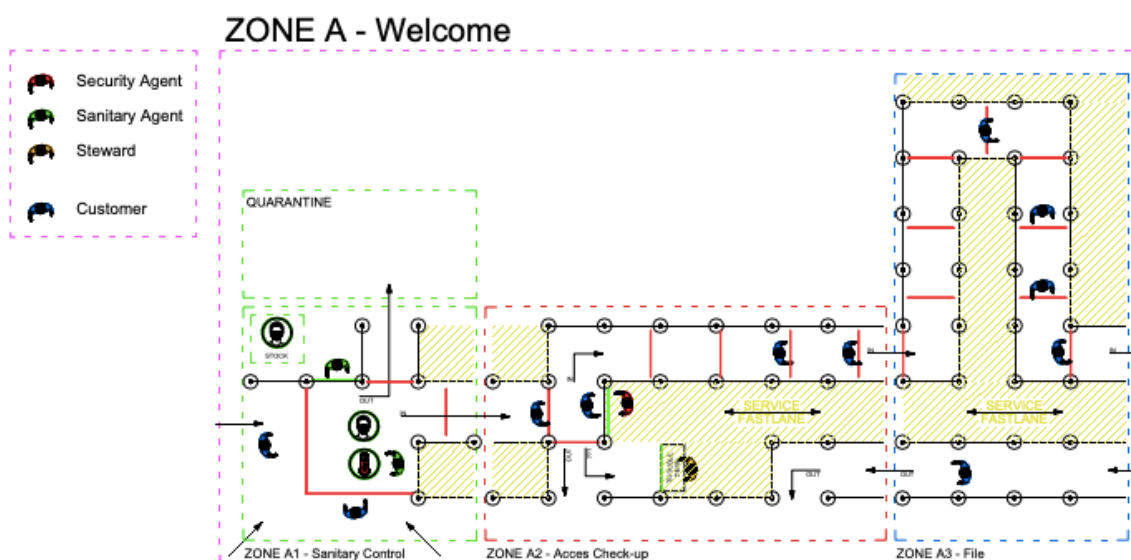 ZONE A - Welcome
Security Agent
Sanitary Agent
Steward
Customer
QUARANTINE
STOCK
OUT
IN
IN
OUT
SERVICE
FASTLANE
OUT
IN
SERVICE
FASTLANE
OUT
IN
ZONE A1 - Sanitary Control
ZONE A2 - Acces Check-up
ZONE A3 - File